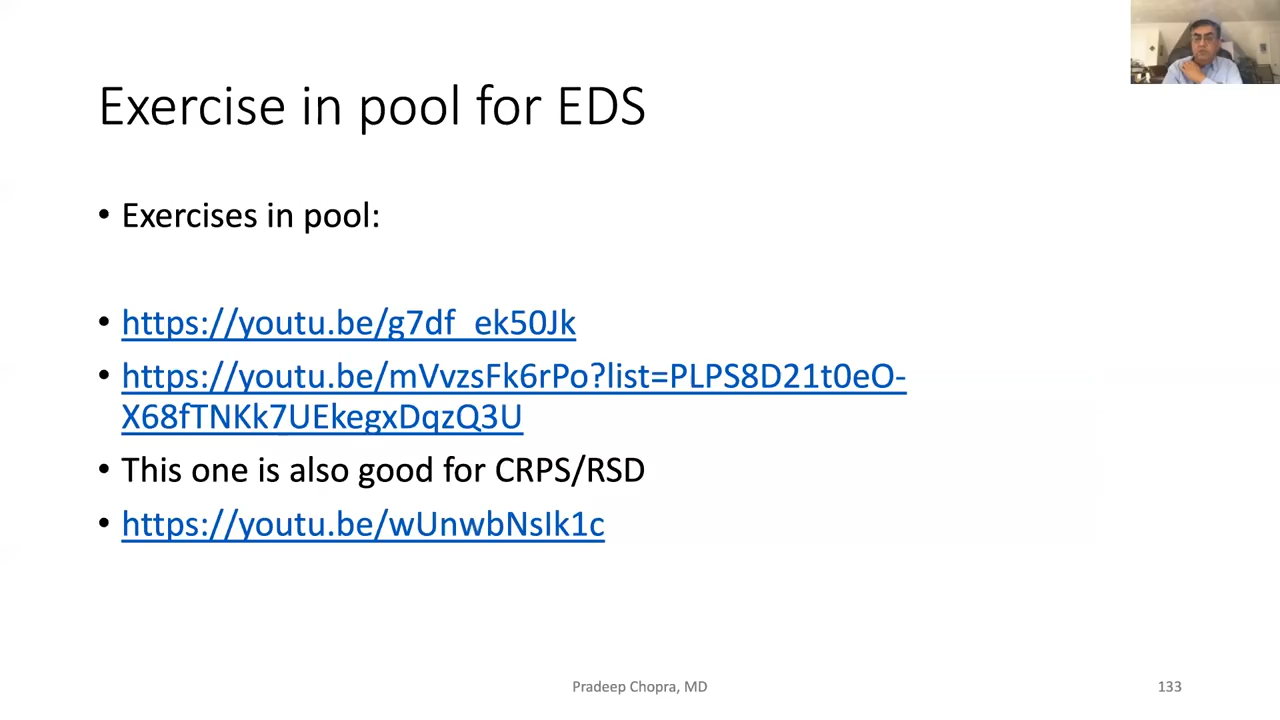 Exercise in pool for EDS
• Exercises in pool:
• https://youtu.be/g7df_ek50Jk
• https://youtu.be/mVvzsFk6rPo?list=PLPS8D21t0eO-
X68fTNKk7UEkegxDqzQ3U
• This one is also good for CRPS/RSD
• https://youtu.be/wUnwbNsIk1c
Pradeep Chopra, MD
133